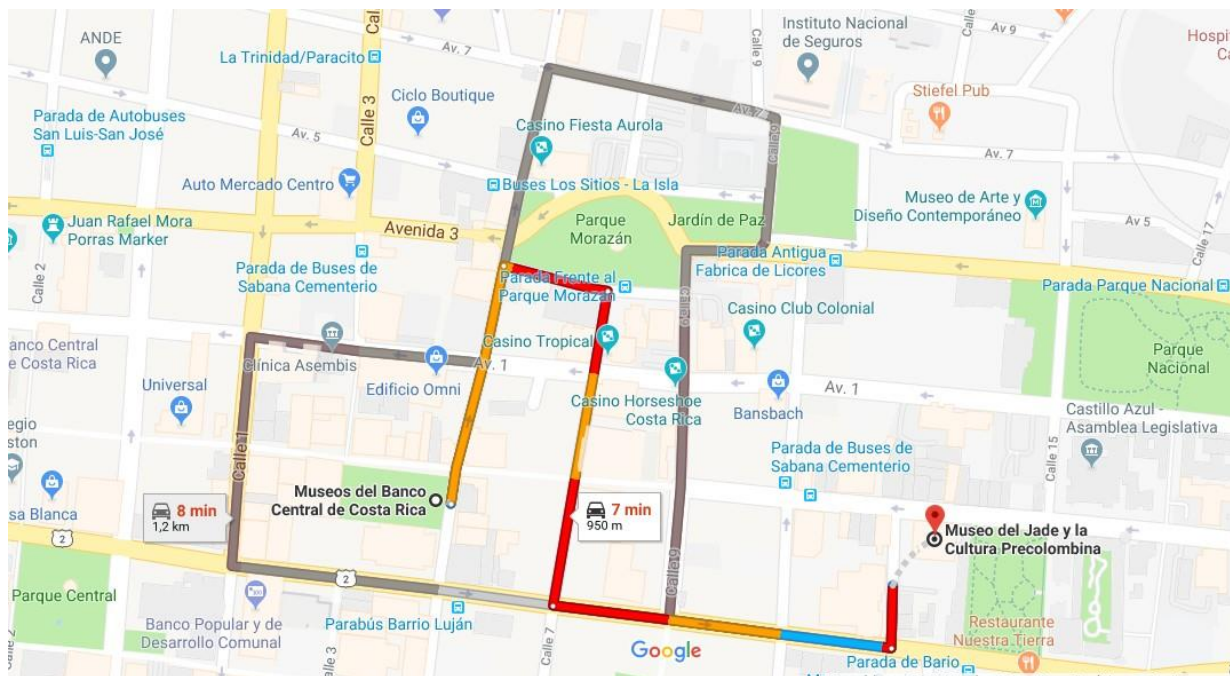 ANDE
La Trinidad/Paracito
Av. 7
Calle 3
Ciclo Boutique
Parada de Autobuses
San Luis-San José
Av. 5
Casino Fiesta Aurola
Instituto Nacional
de Seguros
Calle 9
Av 9
Stiefel Pub
Av. 7
Calle 9
Av. 7
Auto Mercado Centro
Calle 3
Buses Los Sitios - La Isla
Museo de Arte y
Diseño Contemporáneo
Av 5
Calle 17
Juan Rafael Mora
Porras Marker
Avenida 3
Parque
Morazán
Jardín de Paz
Calle 2
Parada de Buses de
Sabana Cementerio
Parada Frente al
Parque Morazán
Parada Antigua
Fabrica de Licores
Parada Parque Nacional
Calle 9
Casino Club Colonial
Casino Tropical
Clínica Asembis
Av. 1
Parque
Nacional
Universal
Edificio Omni
Casino Horseshoe
Costa Rica
Bansbach
Av. 1
Castillo Azul -
Asamblea Legislativa
Calle 1
Parada de Buses de
Sabana Cementerio
Calle 15
Museos del Banco
Central de Costa Rica
8 min
1,2 km
7 min
950 m
Museo del Jade y la
Cultura Precolombina
2
Calle 9
2
Parque Central
Banco Popular y de
Desarrollo Comunal
Parabús Barrio Luján
Calle 3
Calle 7
Google
Restaurante
Nuestra Tierra
Parada de Bario